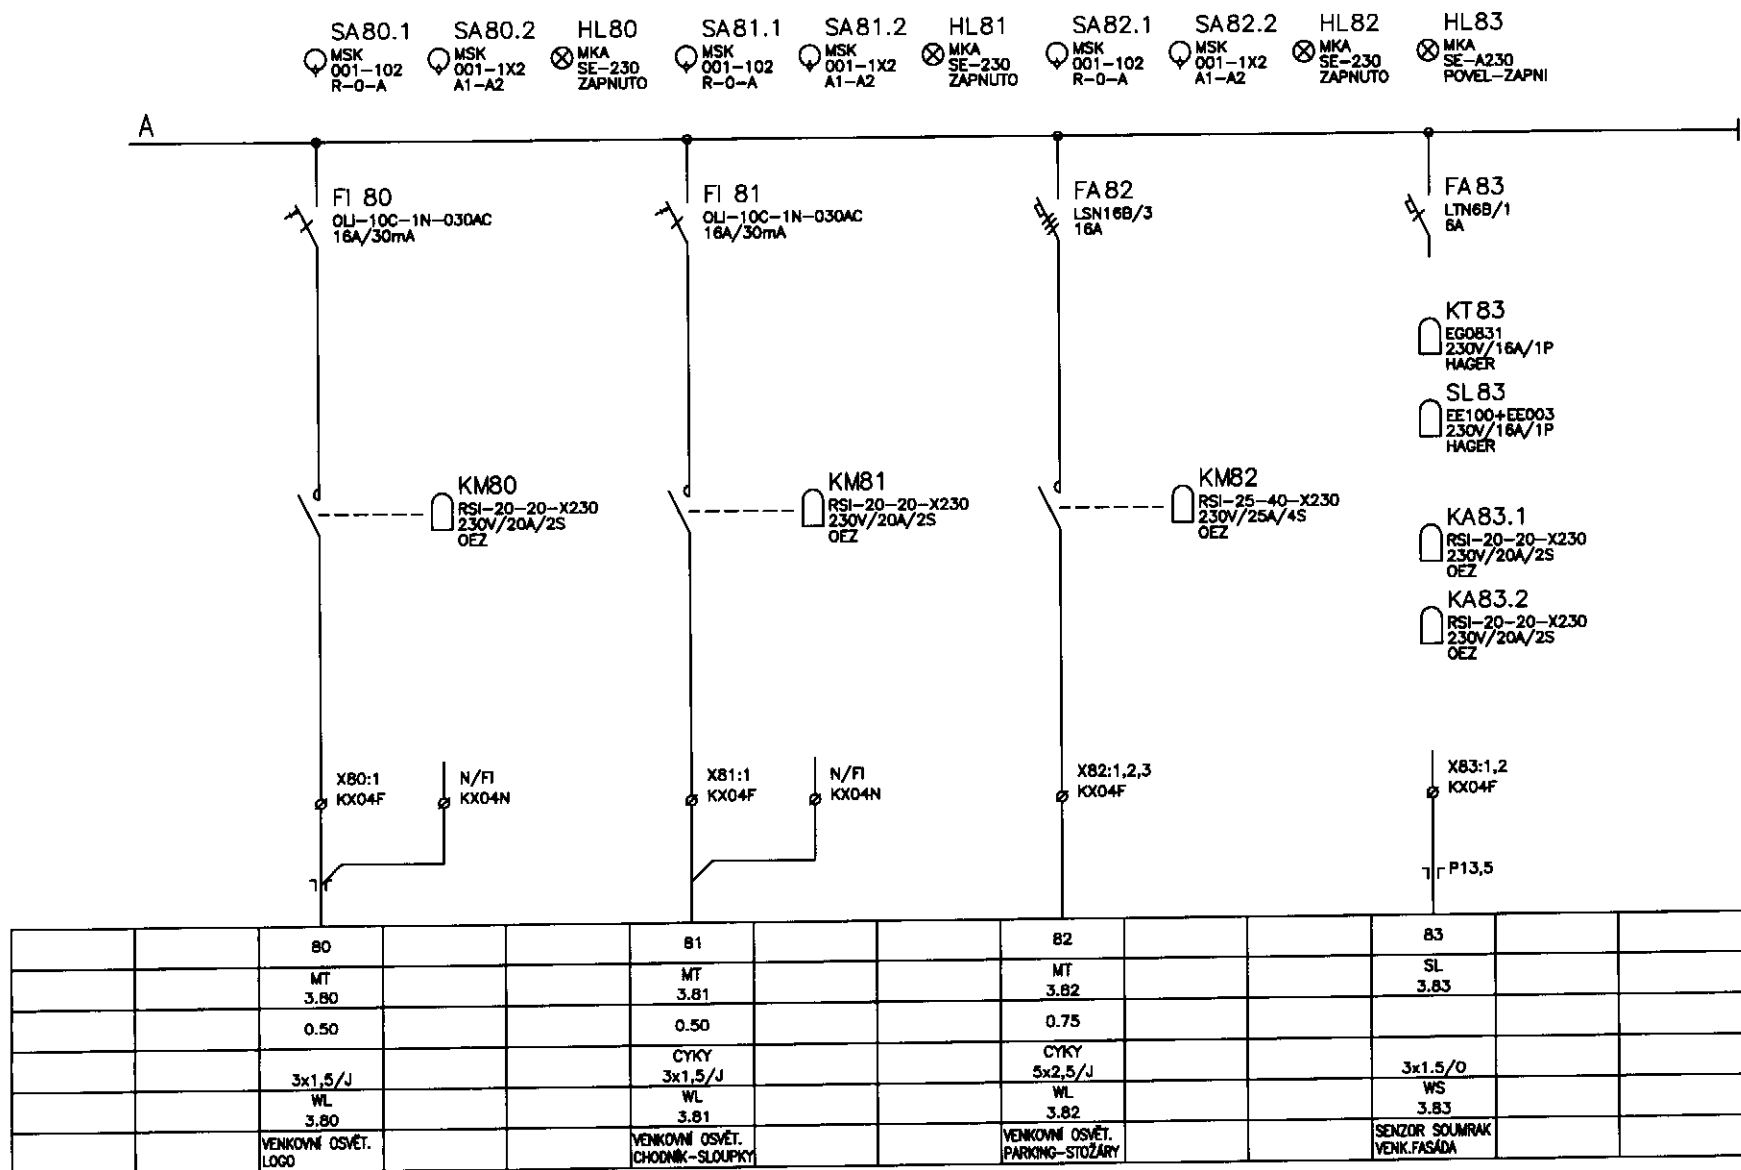 SA80.1
MSK
001-102
R-0-A
SA80.2
MSK
001-1X2
A1-A2
HL80
MKA
SE-230
ZAPNUTO
SA81.1
MSK
001-102
R-0-A
SA81.2
MSK
001-1X2
A1-A2
HL81
MKA
SE-230
ZAPNUTO
SA82.1
MSK
001-102
R-0-A
SA82.2
MSK
001-1X2
A1-A2
HL82
MKA
SE-230
ZAPNUTO
HL83
MKA
SE-A230
POVEL-ZAPNI
A
FI 80
OLI-10C-1N-030AC
16A/30mA
FI 81
OLI-10C-1N-030AC
16A/30mA
FA82
LSN16B/3
16A
FA83
LTN6B/1
6A
KT83
EG0831
230V/16A/1P
HAGER
SL83
EE100+EE003
230V/16A/1P
HAGER
KM80
RSI-20-20-X230
230V/20A/2S
OEZ
KM81
RSI-20-20-X230
230V/20A/2S
OEZ
KM82
RSI-25-40-X230
230V/25A/4S
OEZ
KA83.1
RSI-20-20-X230
230V/20A/2S
OEZ
KA83.2
RSI-20-20-X230
230V/20A/2S
OEZ
X80:1
KX04F
N/FI
KX04N
X81:1
KX04F
N/FI
KX04N
X82:1,2,3
KX04F
X83:1,2
KX04F
P13,5
80 81 82 83
MT MT MT SL
3.80 3.81 3.82 3.83
0.50 0.50 0.75
CYKY CYKY
3x1,5/J 3x1,5/J 5x2,5/J 3x1.5/O
WL WL WL WS
3.80 3.81 3.82 3.83
VENKOVNÍ OSVĚT.
LOGO
VENKOVNÍ OSVĚT.
CHODNÍK-SLOUPKY
VENKOVNÍ OSVĚT.
PARKING-STOŽÁRY
SENZOR SOUMRAK
VENK.FASÁDA